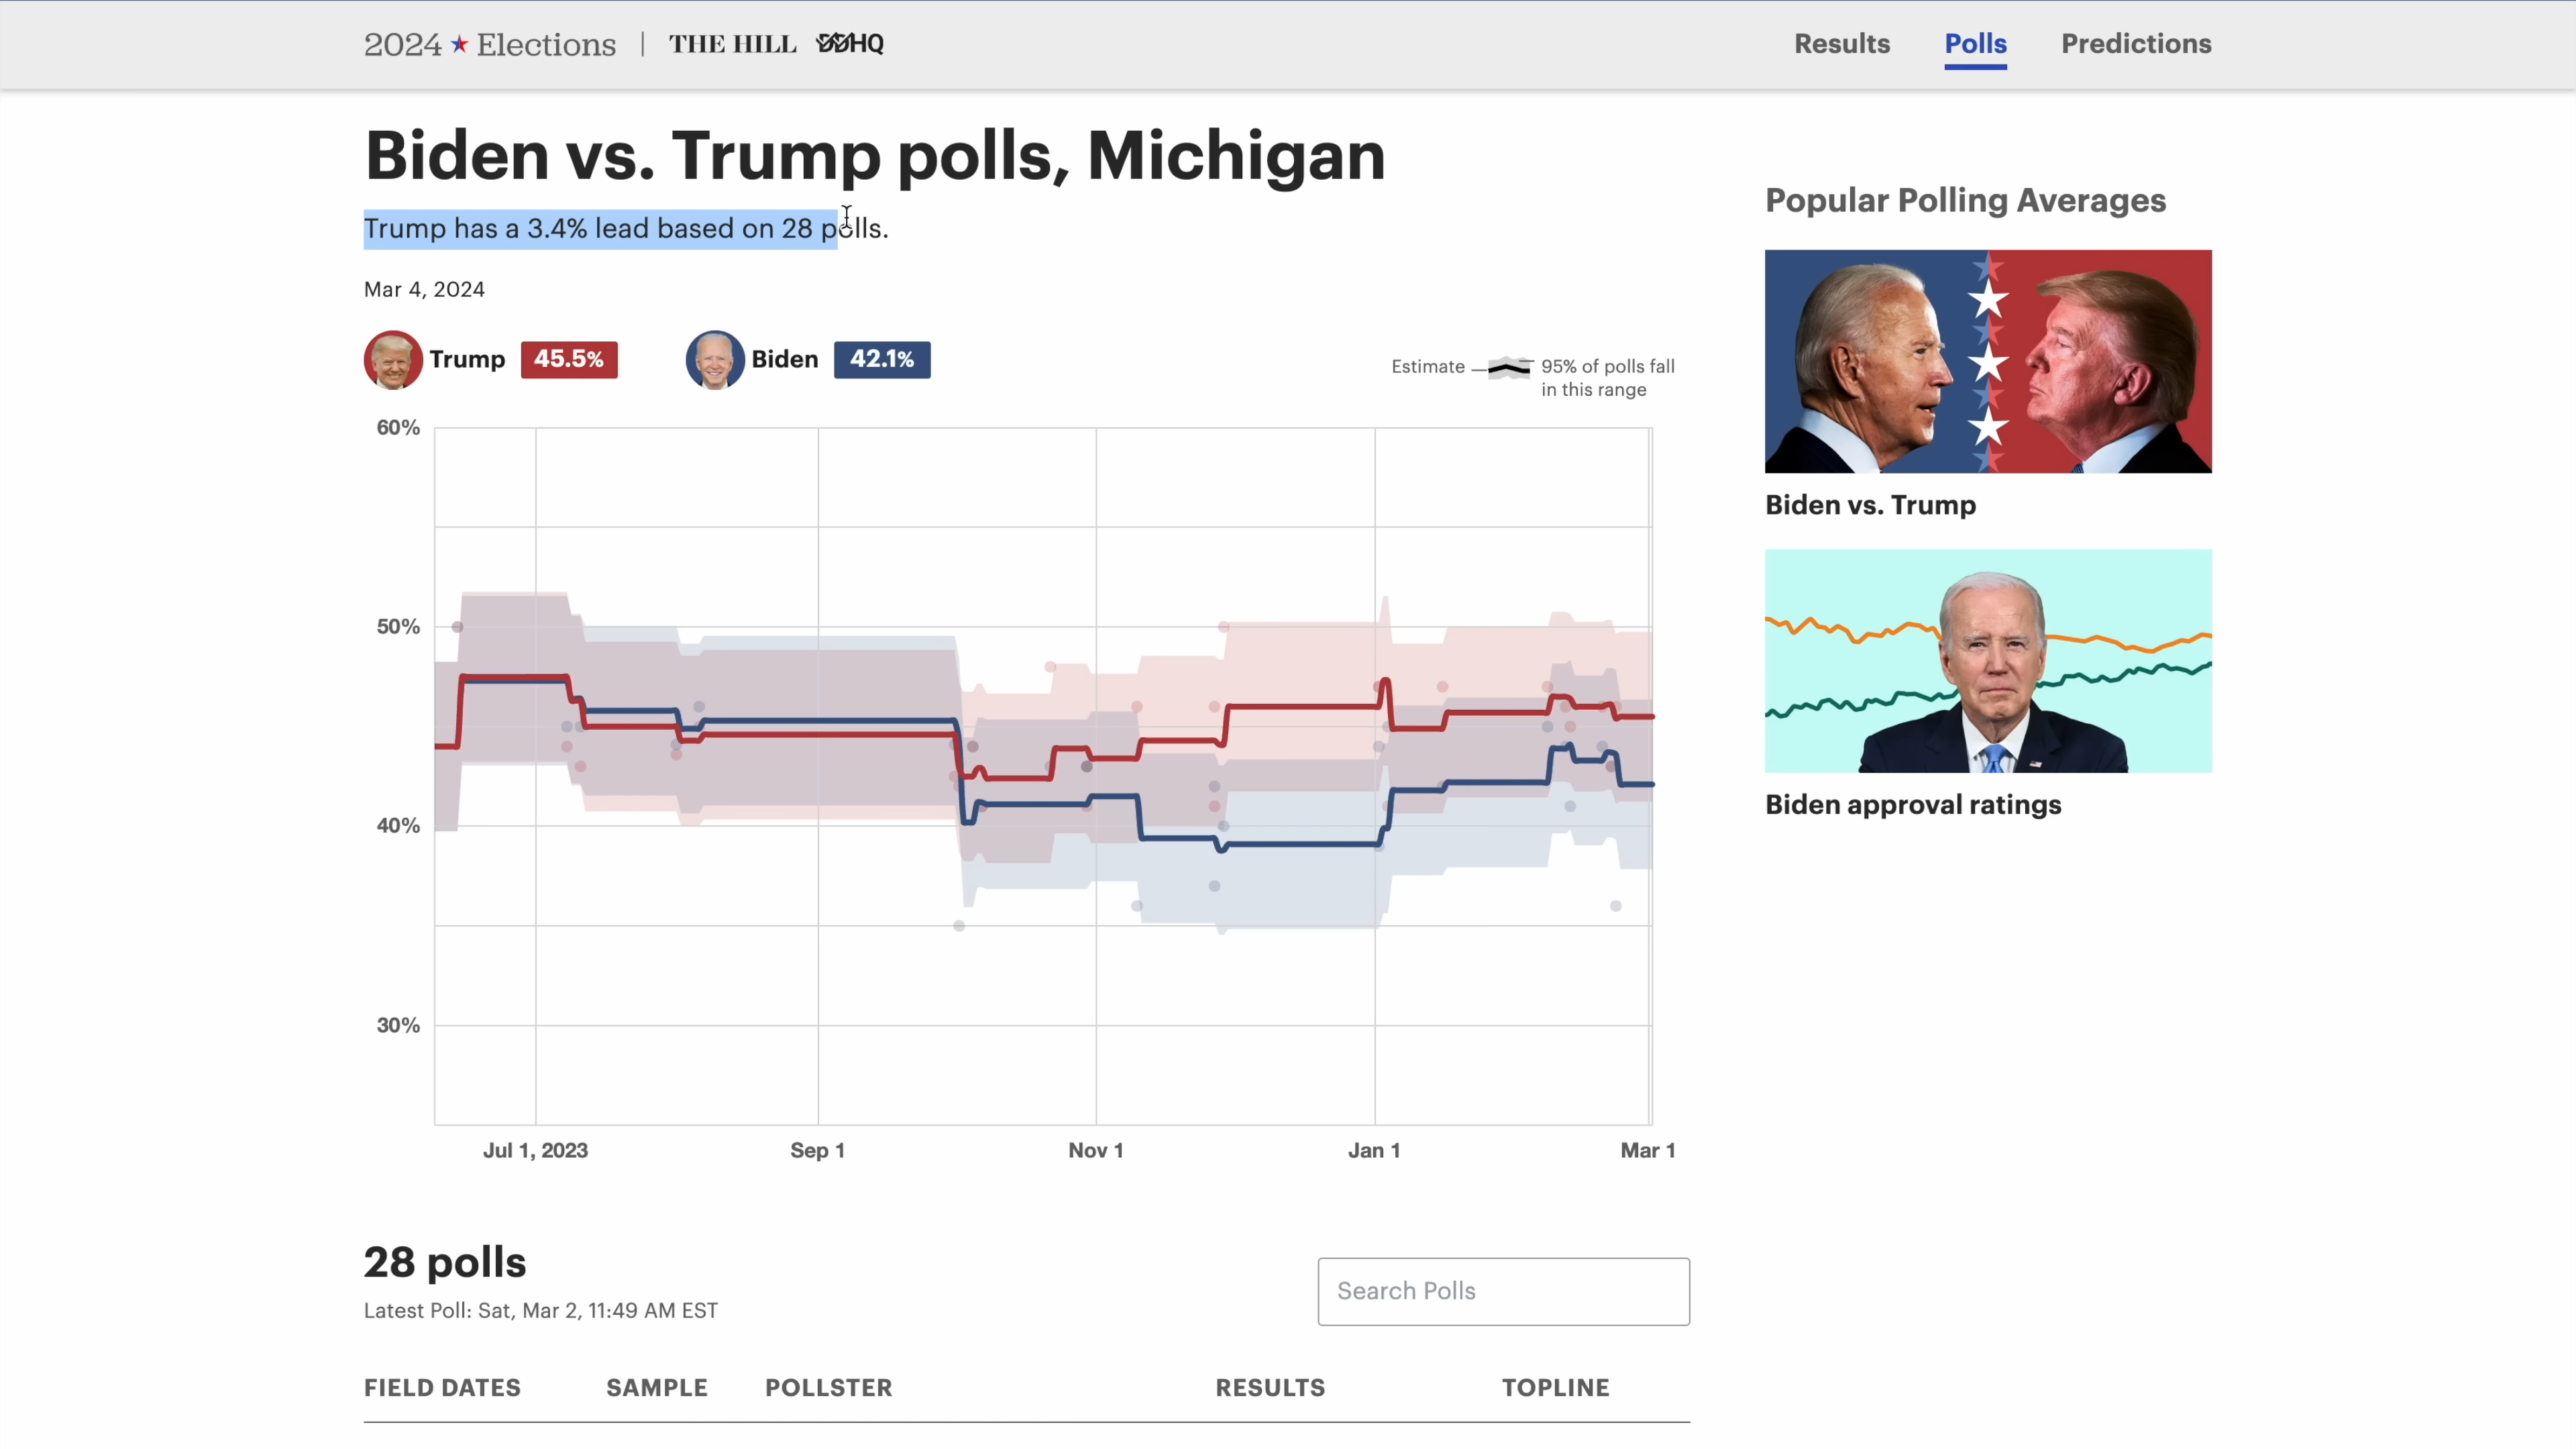 2024 Elections | THE HILL DDHQ
Results Polls Predictions
Biden vs. Trump polls, Michigan
Trump has a 3.4% lead based on 28 polls.
Mar 4, 2024
Trump 45.5% Biden 42.1%
Estimate 95% of polls fall
in this range
60%
50%
40%
30%
Jul 1, 2023 Sep 1 Nov 1 Jan 1 Mar 1
Popular Polling Averages
Biden vs. Trump
Biden approval ratings
28 polls
Latest Poll: Sat, Mar 2, 11:49 AM EST
Search Polls
FIELD DATES SAMPLE POLLSTER RESULTS TOPLINE